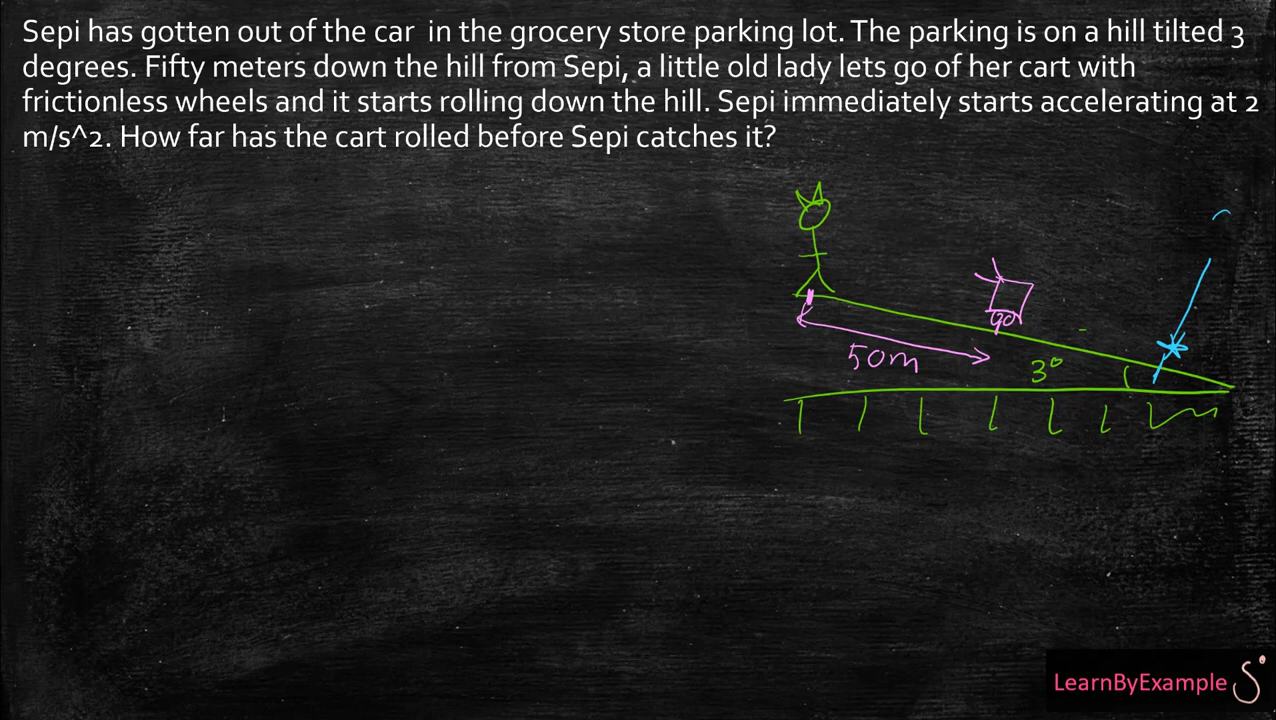 Sepi has gotten out of the car in the grocery store parking lot. The parking is on a hill tilted 3
degrees. Fifty meters down the hill from Sepi, a little old lady lets go of her cart with
frictionless wheels and it starts rolling down the hill. Sepi immediately starts accelerating at 2
m/s^2. How far has the cart rolled before Sepi catches it?
50m
3°
LearnByExample